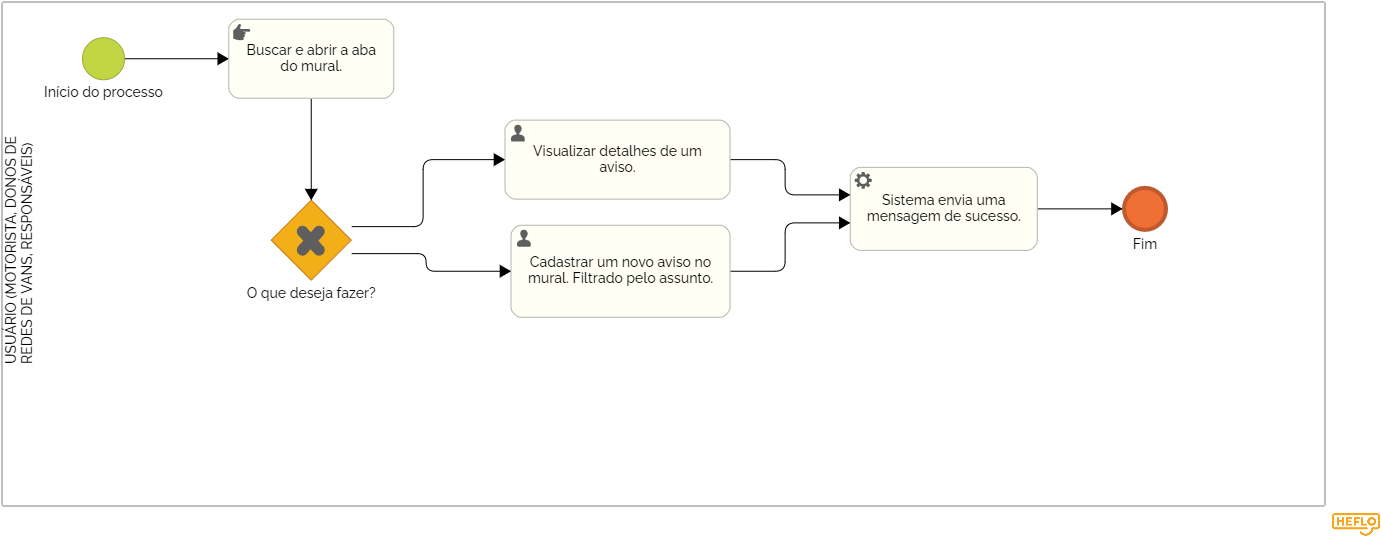 USUÁRIO (MOTORISTA, DONOS DE
REDES DE VANS, RESPONSÁVEIS)
Início do processo
Buscar e abrir a aba
do mural.
O que deseja fazer?
Visualizar detalhes de um
aviso.
Cadastrar um novo aviso no
mural. Filtrado pelo assunto.
Sistema envia uma
mensagem de sucesso.
Fim
HEFLO